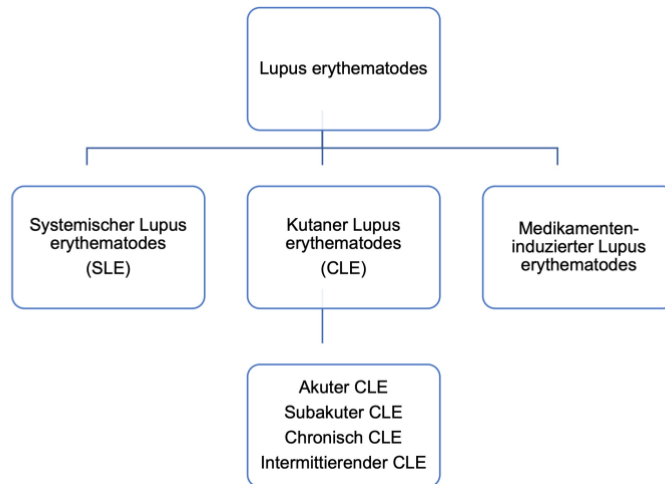 Lupus erythematodes
Systemischer Lupus
erythematodes
(SLE)
Kutaner Lupus
erythematodes
(CLE)
Medikamenten-
induzierter Lupus
erythematodes
Akuter CLE
Subakuter CLE
Chronisch CLE
Intermittierender CLE